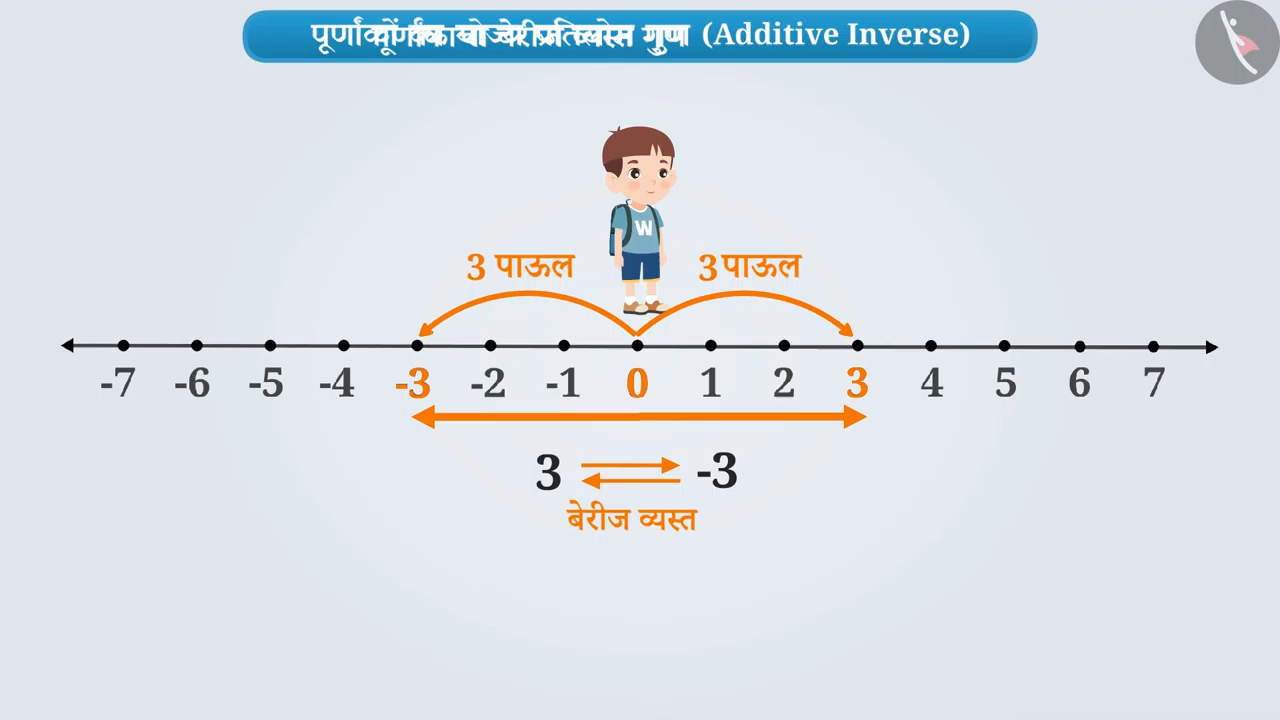 (Additive Inverse)
W
3 पाऊल 3 पाऊल
-7 -6 -5 -4 -3 -2 -1 0 1 2 3 4 5 6 7
3 -3
बेरीज व्यस्त